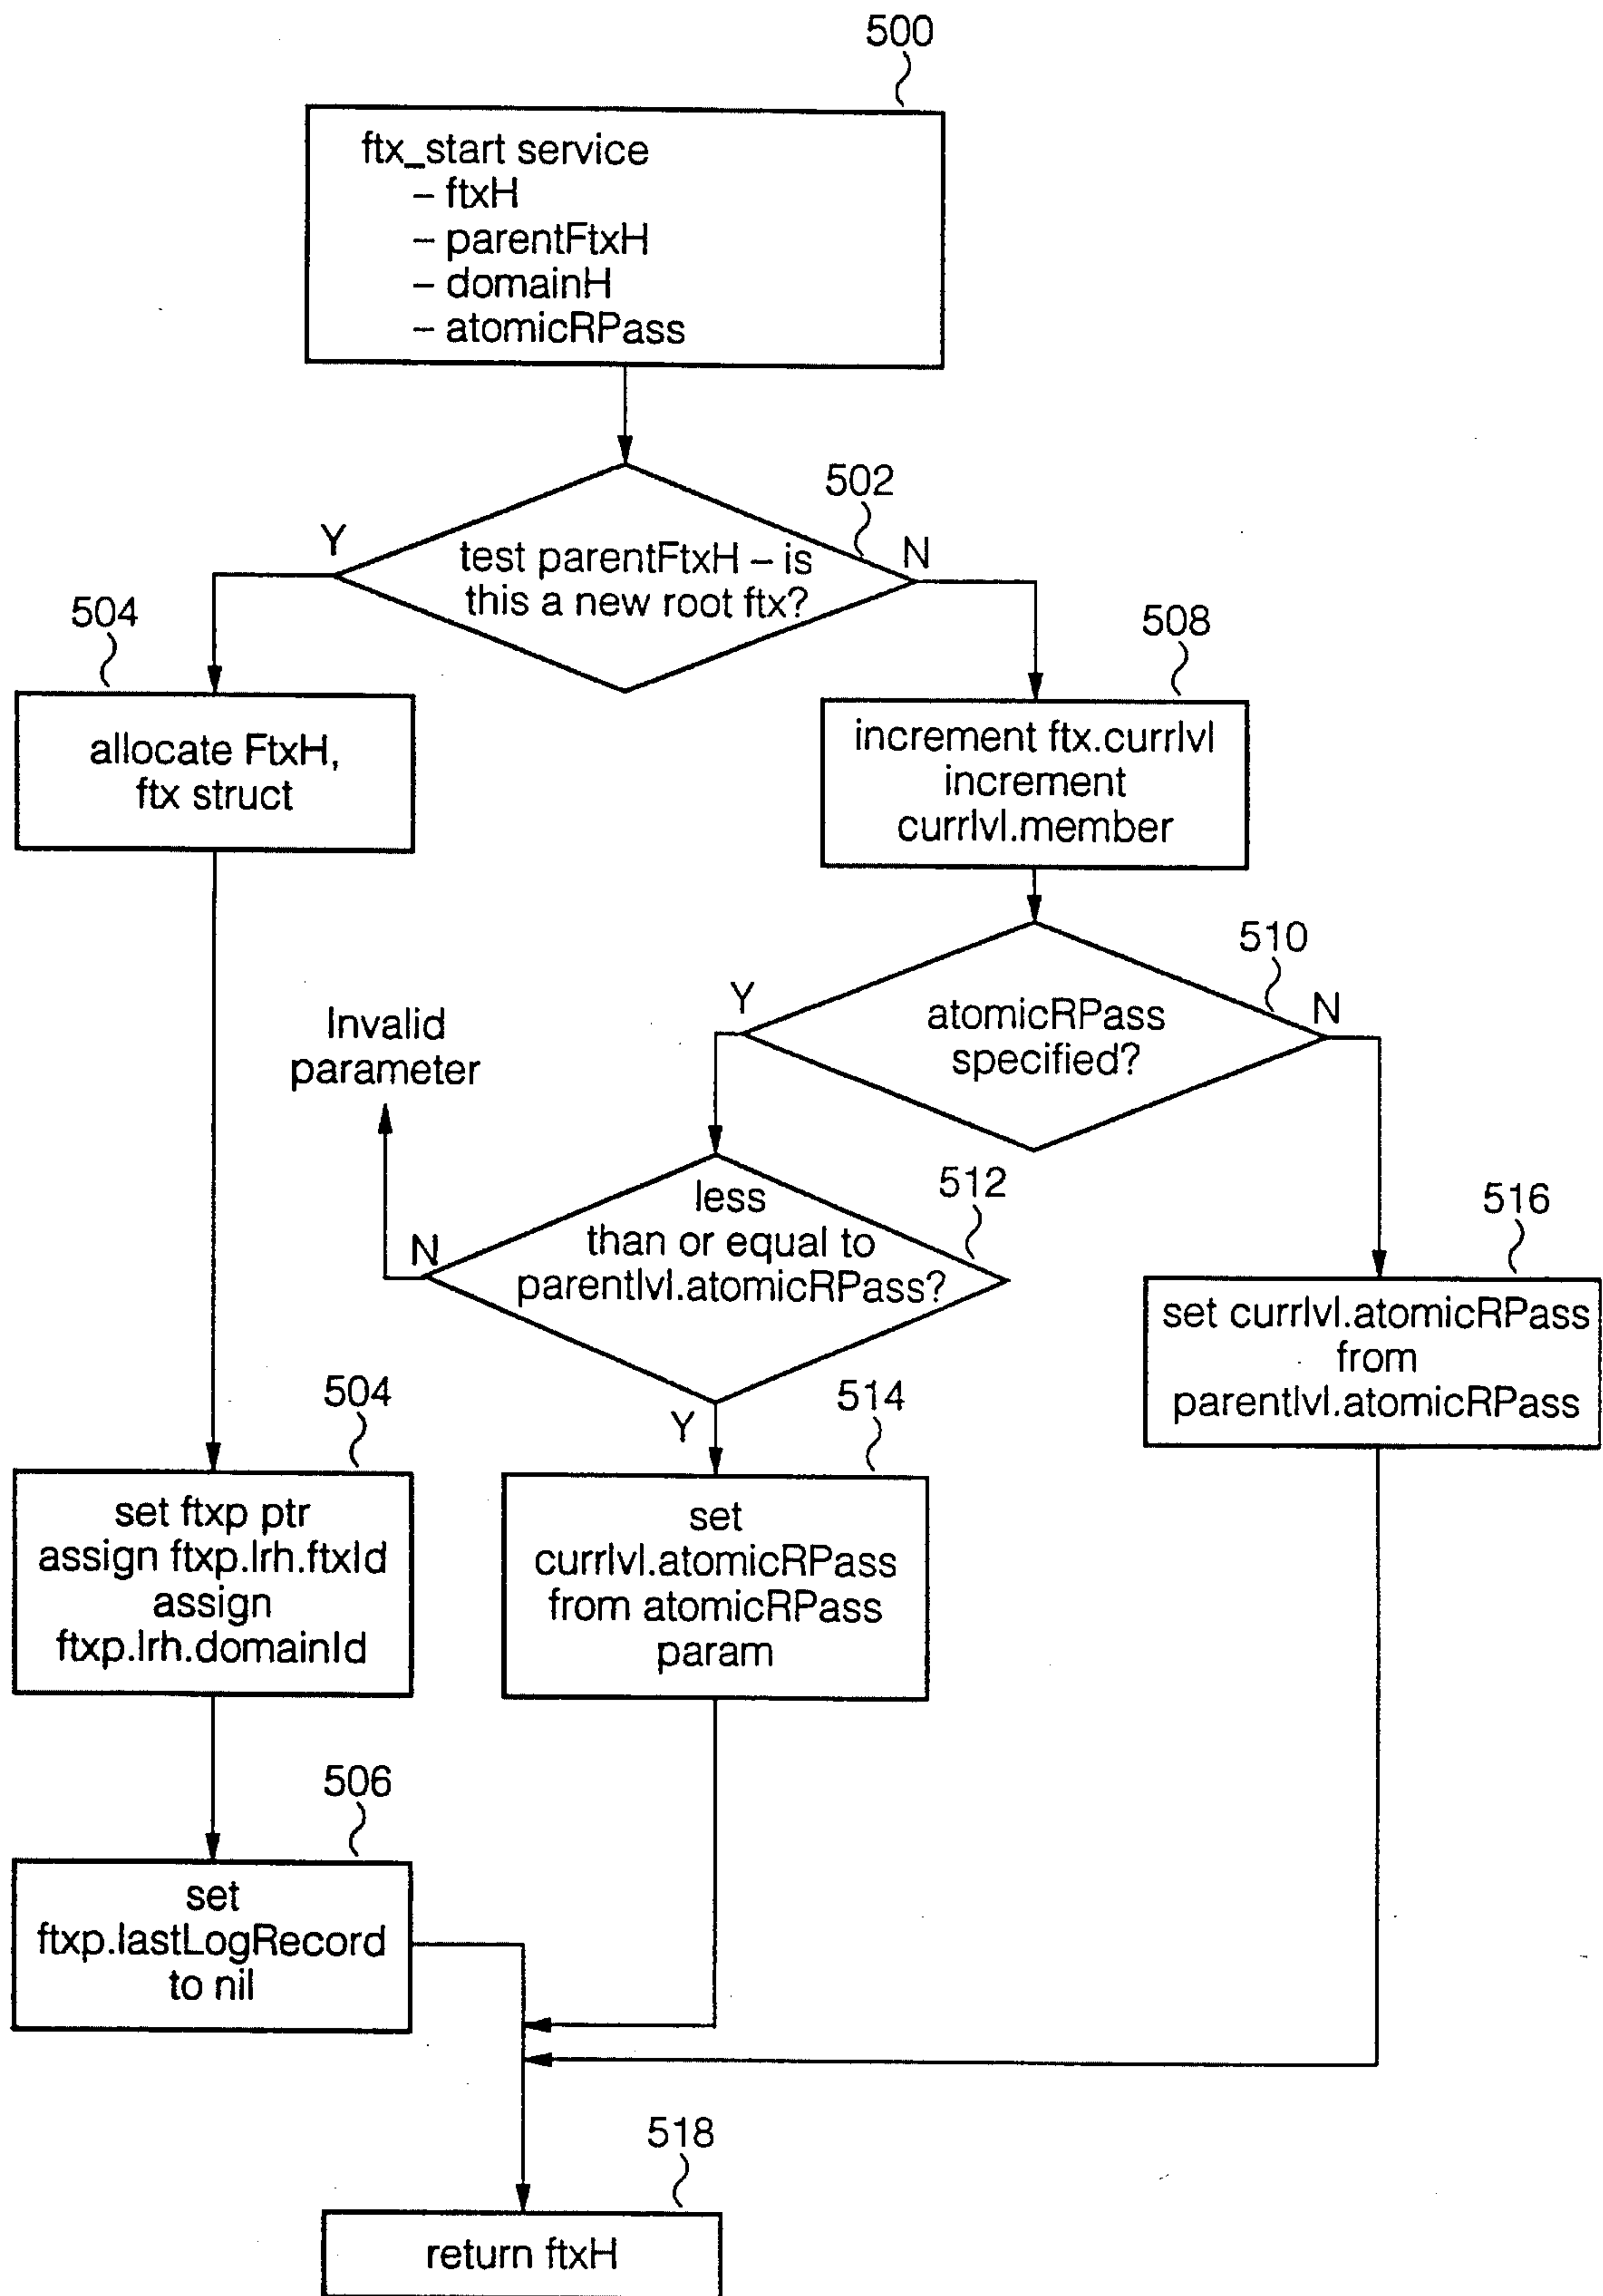 500
ftx_start service
– ftxH
– parentFtxH
– domainH
– atomicRPass
502
Y
N
test parentFtxH – is
this a new root ftx?
504
allocate FtxH,
ftx struct
508
increment ftx.currlvl
increment
currlvl.member
510
Y
N
atomicRPass
specified?
Invalid
parameter
512
N
less
than or equal to
parentlvl.atomicRPass?
Y
516
set currlvl.atomicRPass
from
parentlvl.atomicRPass
504
set ftxp ptr
assign ftxp.lrh.ftxId
assign
ftxp.lrh.domainId
514
set
currlvl.atomicRPass
from atomicRPass
param
506
set
ftxp.lastLogRecord
to nil
518
return ftxH